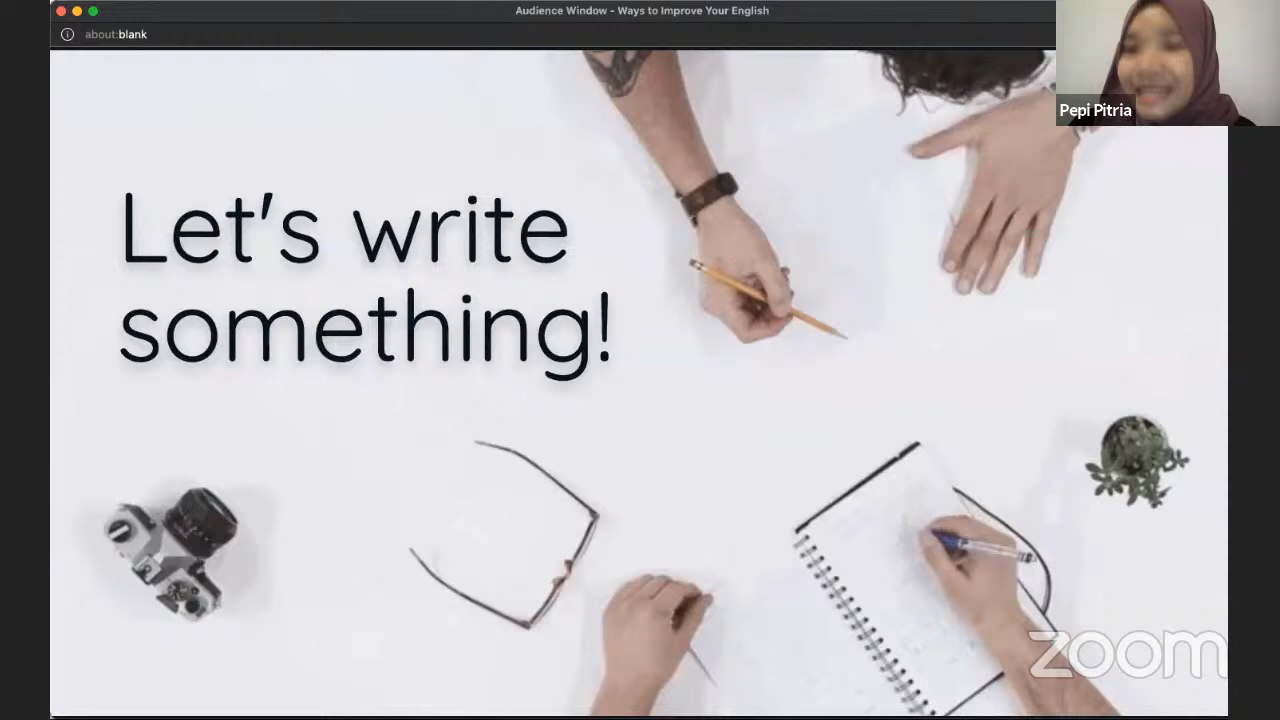 Audience Window - Ways to Improve Your English
about:blank
Pepi Pitria
Let's write
something!
zoom